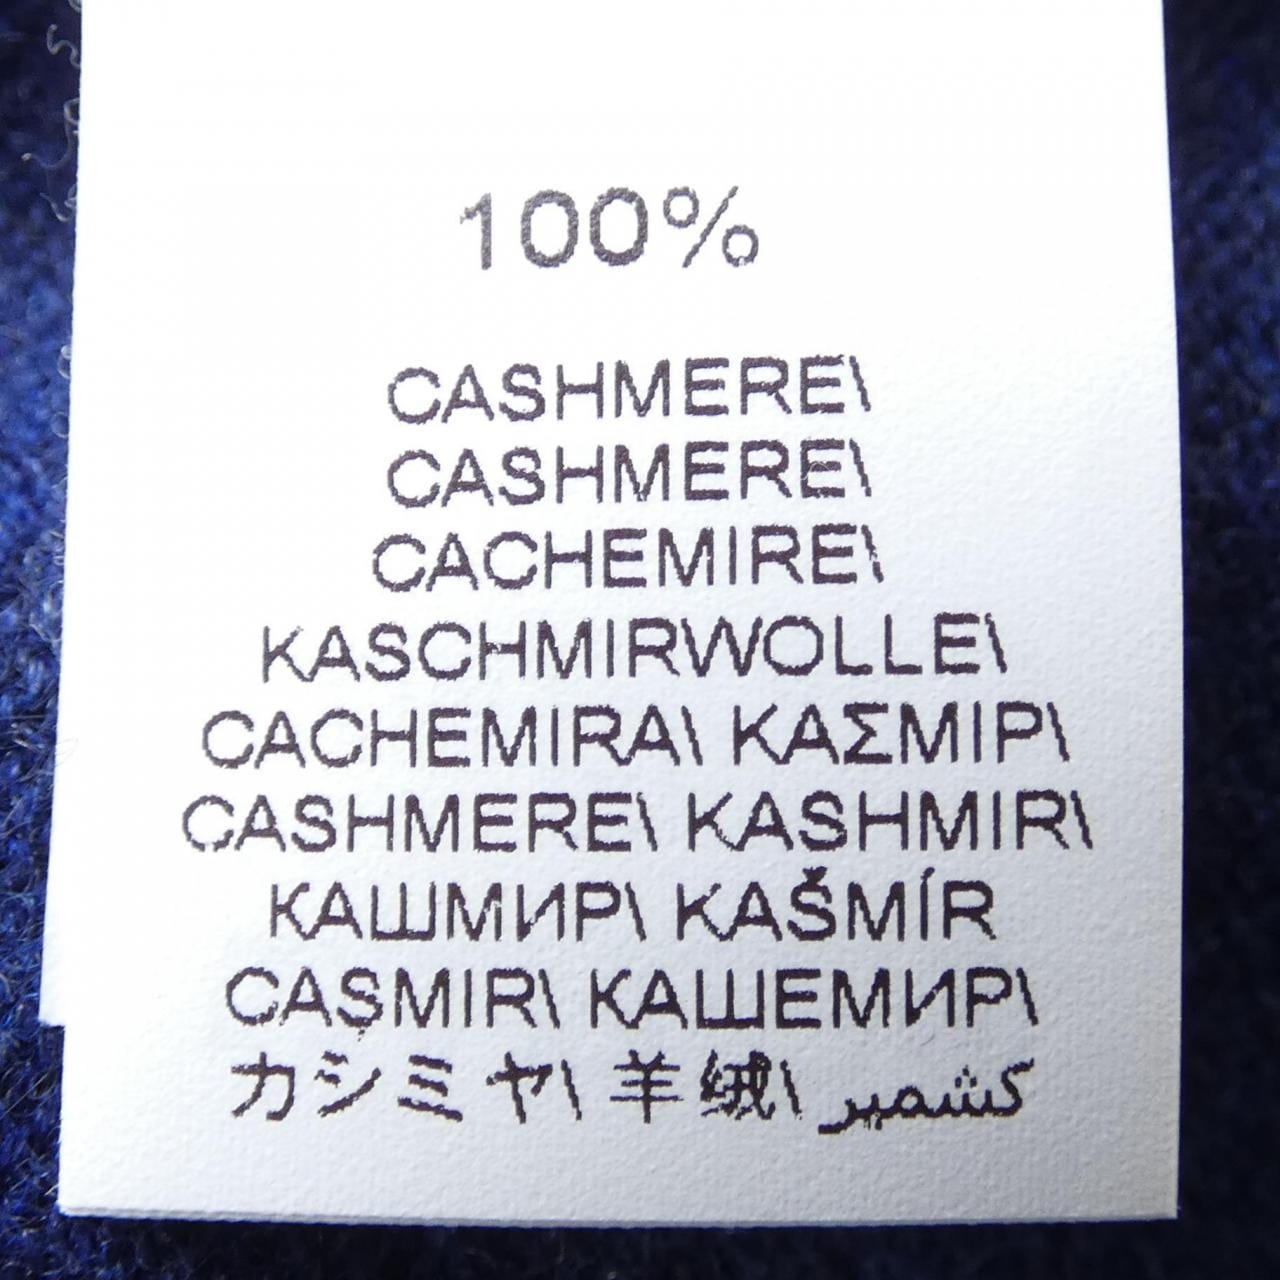 100%
CASHMERE\
CASHMERE\
CACHEMIRE\
KASCHMIRWOLLE\
CACHEMIRA\ ΚΑΣΜΙΡ\
CASHMERE\ KASHMIR\
КАШМИР\ KAŠMÍR
CAŞMIR\ КАШЕМИР\
カシミヤ\ 羊绒\ كشمير